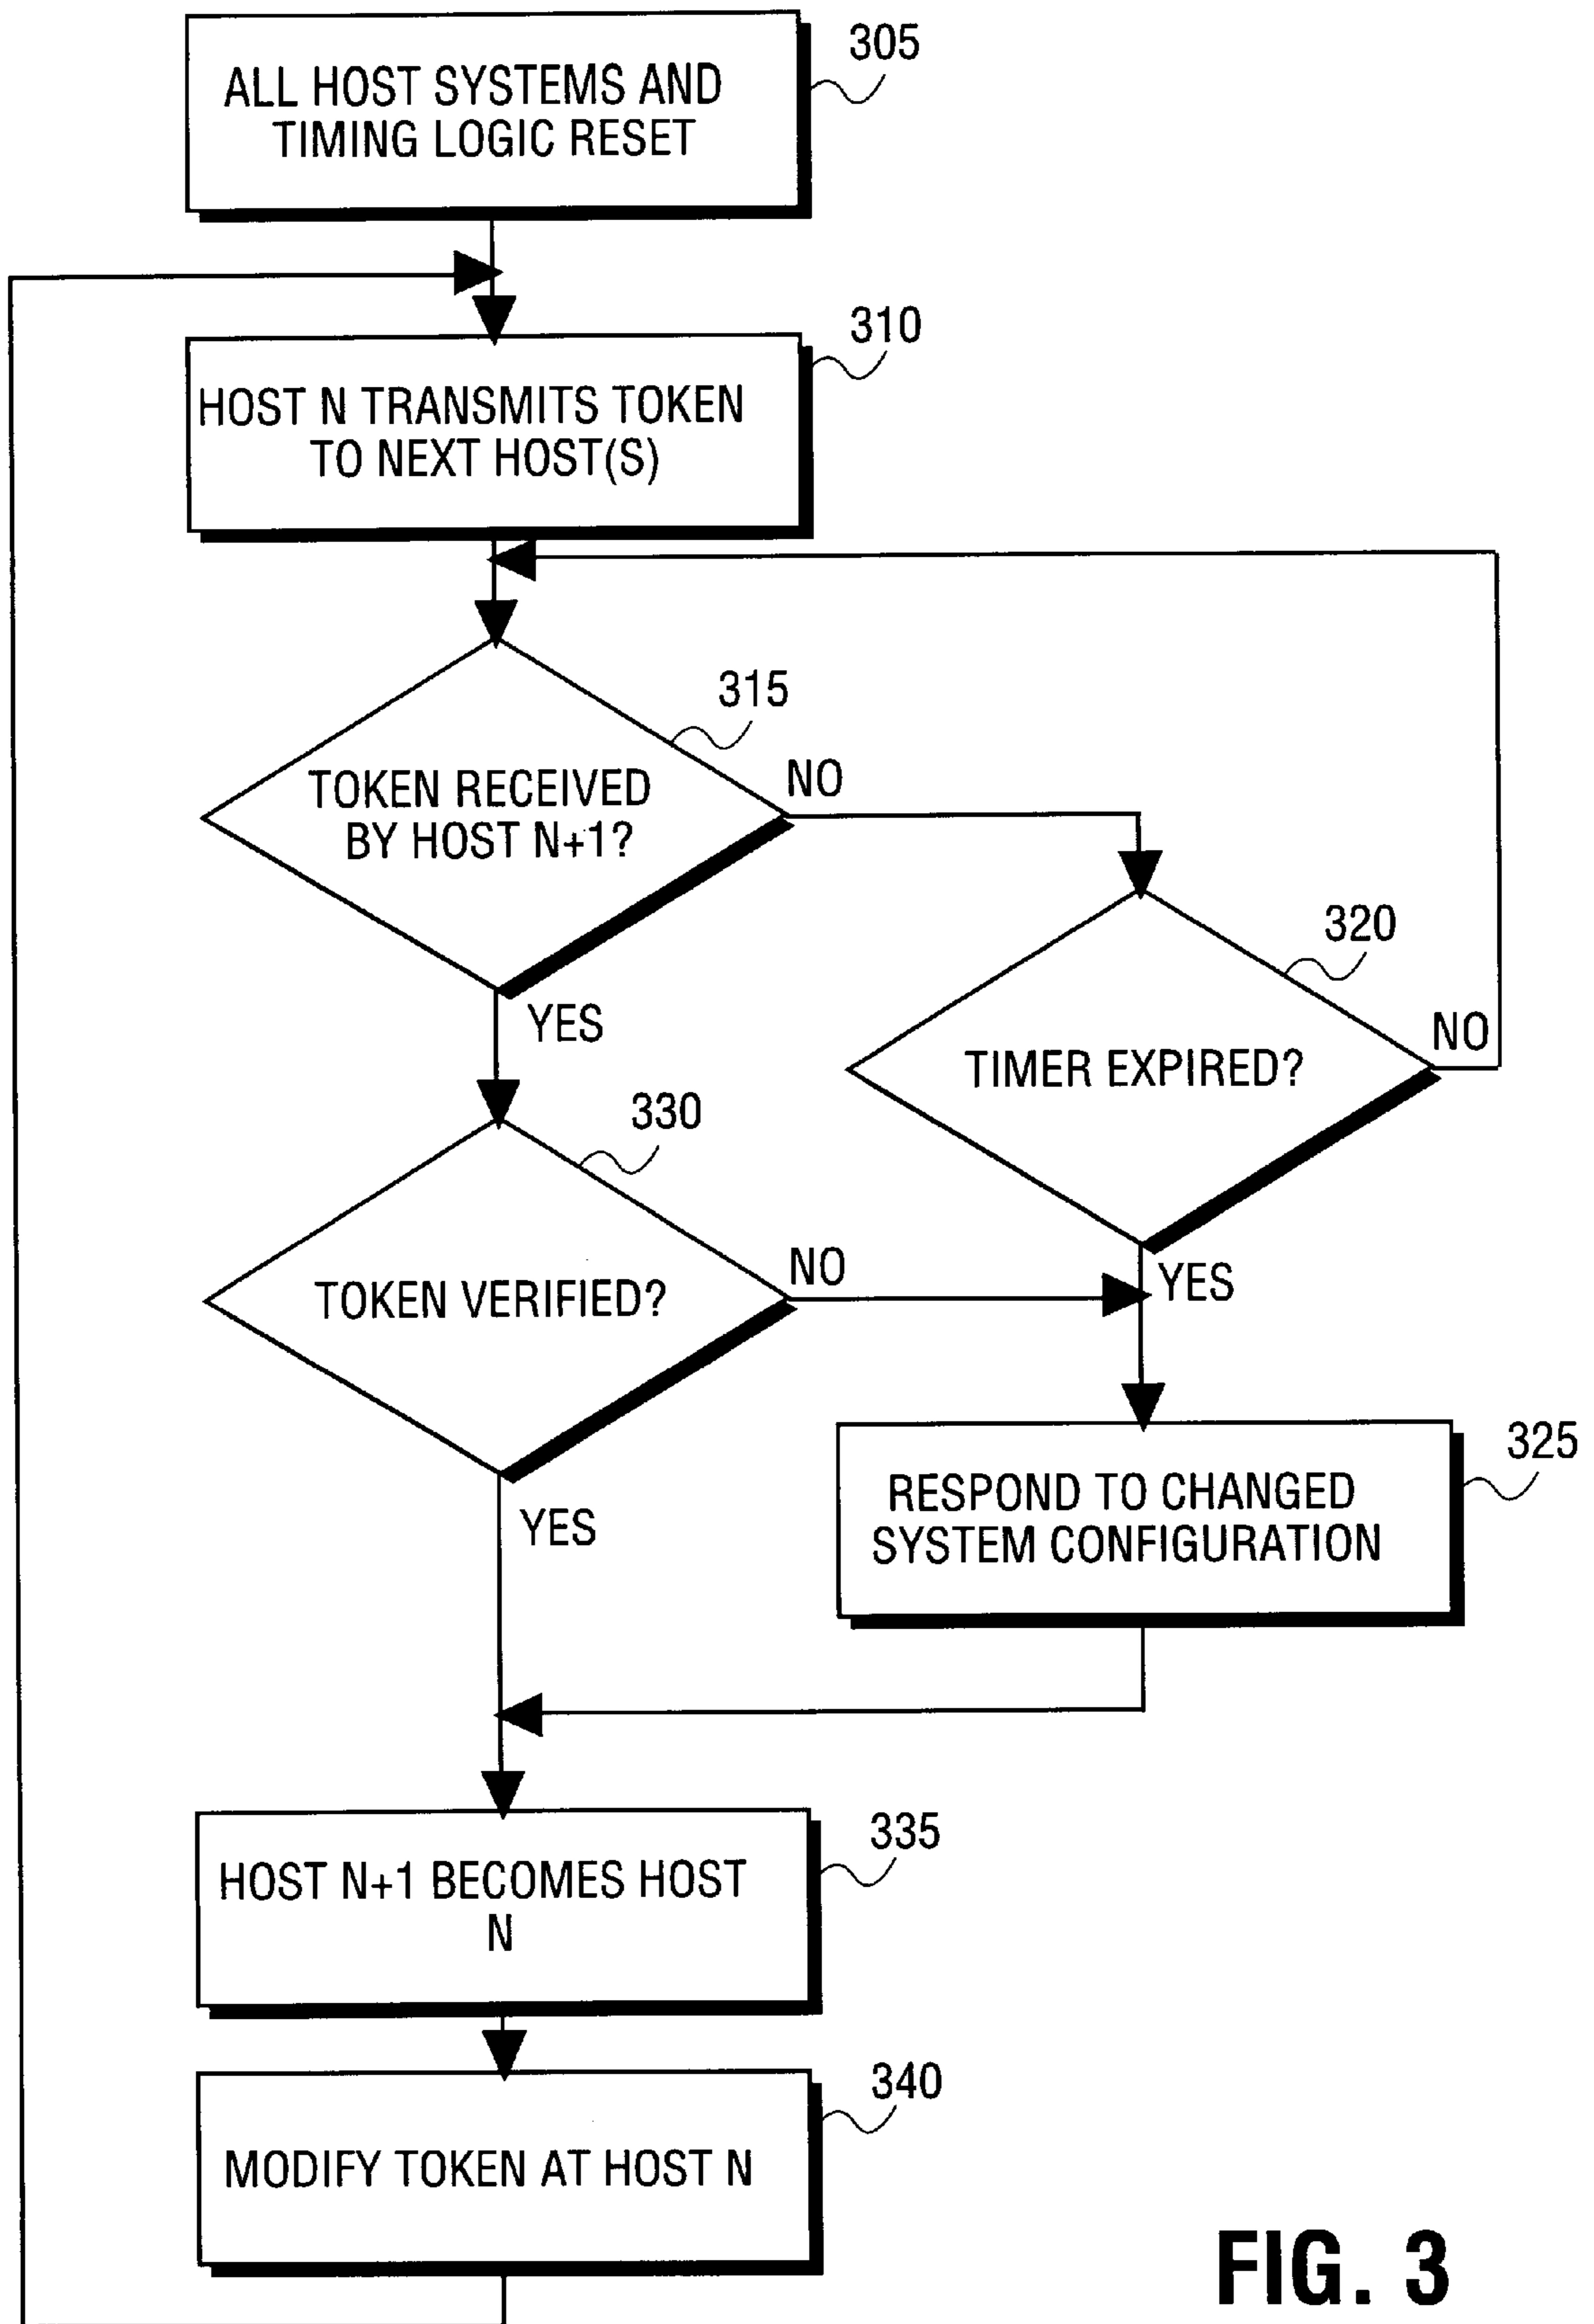 305
ALL HOST SYSTEMS AND
TIMING LOGIC RESET
310
HOST N TRANSMITS TOKEN
TO NEXT HOST(S)
315
TOKEN RECEIVED
BY HOST N+1?
NO
YES
320
TIMER EXPIRED?
NO
YES
330
TOKEN VERIFIED?
NO
YES
325
RESPOND TO CHANGED
SYSTEM CONFIGURATION
335
HOST N+1 BECOMES HOST
N
340
MODIFY TOKEN AT HOST N
FIG. 3